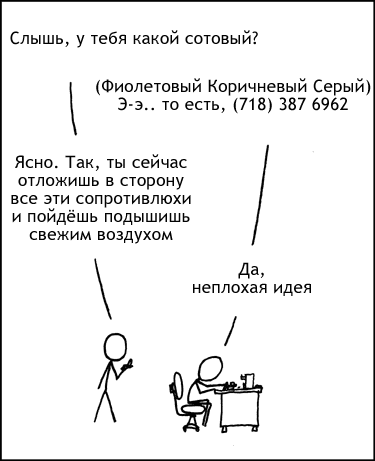 Слышь, у тебя какой сотовый?
(Фиолетовый Коричневый Серый)
Э-э.. то есть, (718) 387 6962
Ясно. Так, ты сейчас
отложишь в сторону
все эти сопротивлюхи
и пойдёшь подышишь
свежим воздухом
Да,
неплохая идея